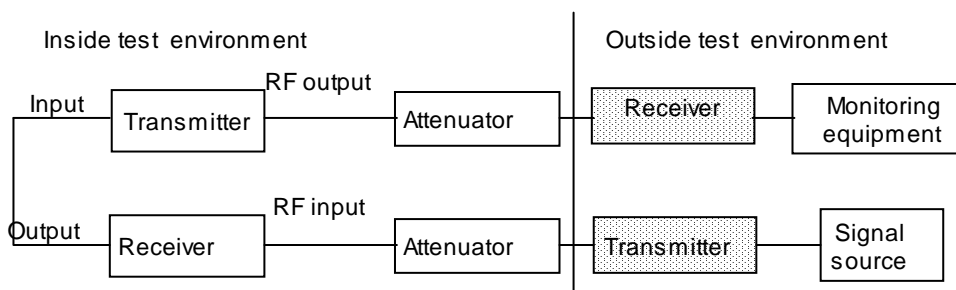 Inside test environment
Outside test environment
RF output
Input
Transmitter
Attenuator
Receiver
Monitoring
equipment
RF input
Output
Receiver
Attenuator
Transmitter
Signal
source